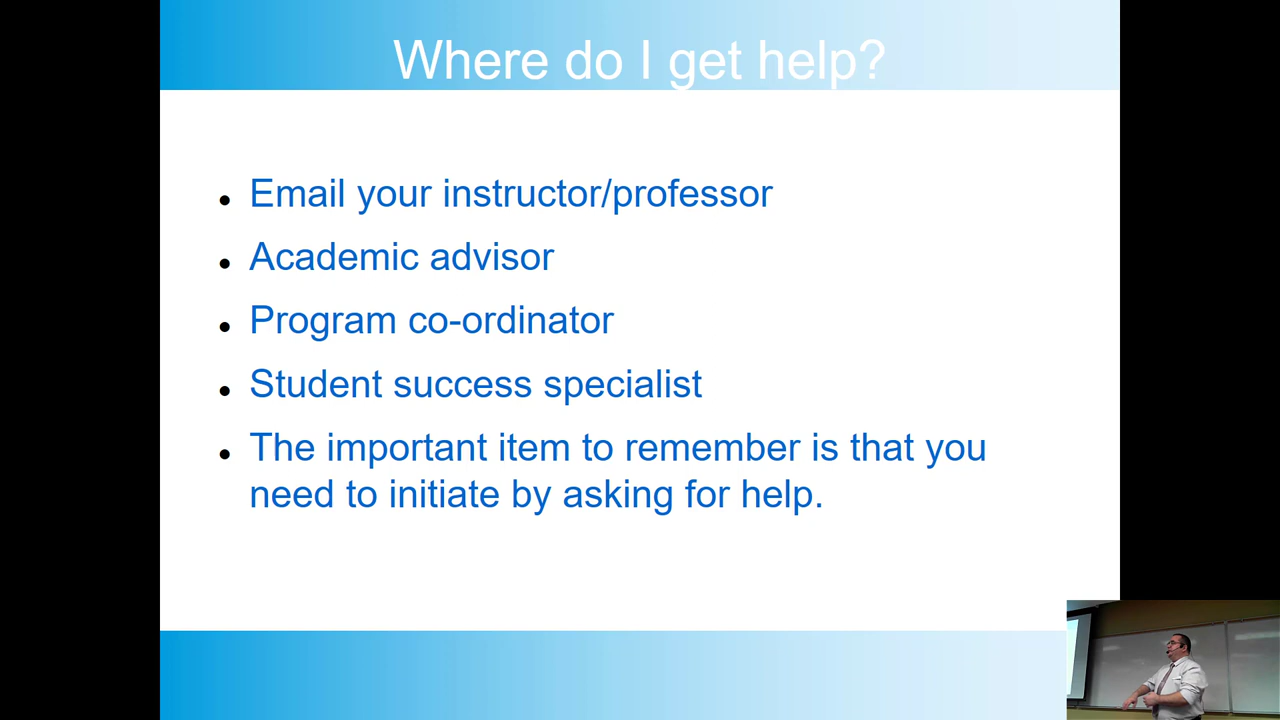 Where do I get help?
Email your instructor/professor
Academic advisor
Program co-ordinator
Student success specialist
The important item to remember is that you
need to initiate by asking for help.